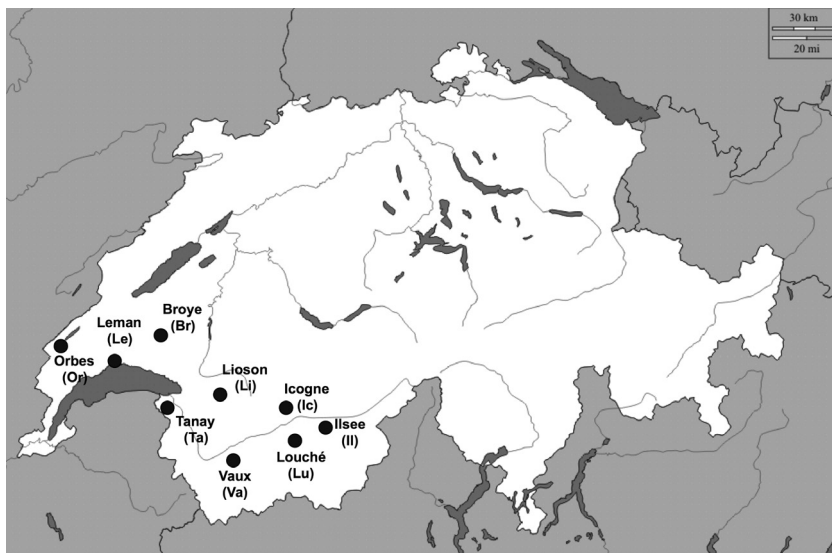 30 km
20 mi
Broye
(Br)
Leman
(Le)
Orbes
(Or)
Lioson
(Li)
Icogne
(Ic)
Tanay
(Ta)
Ilsee
(Il)
Louché
(Lu)
Vaux
(Va)